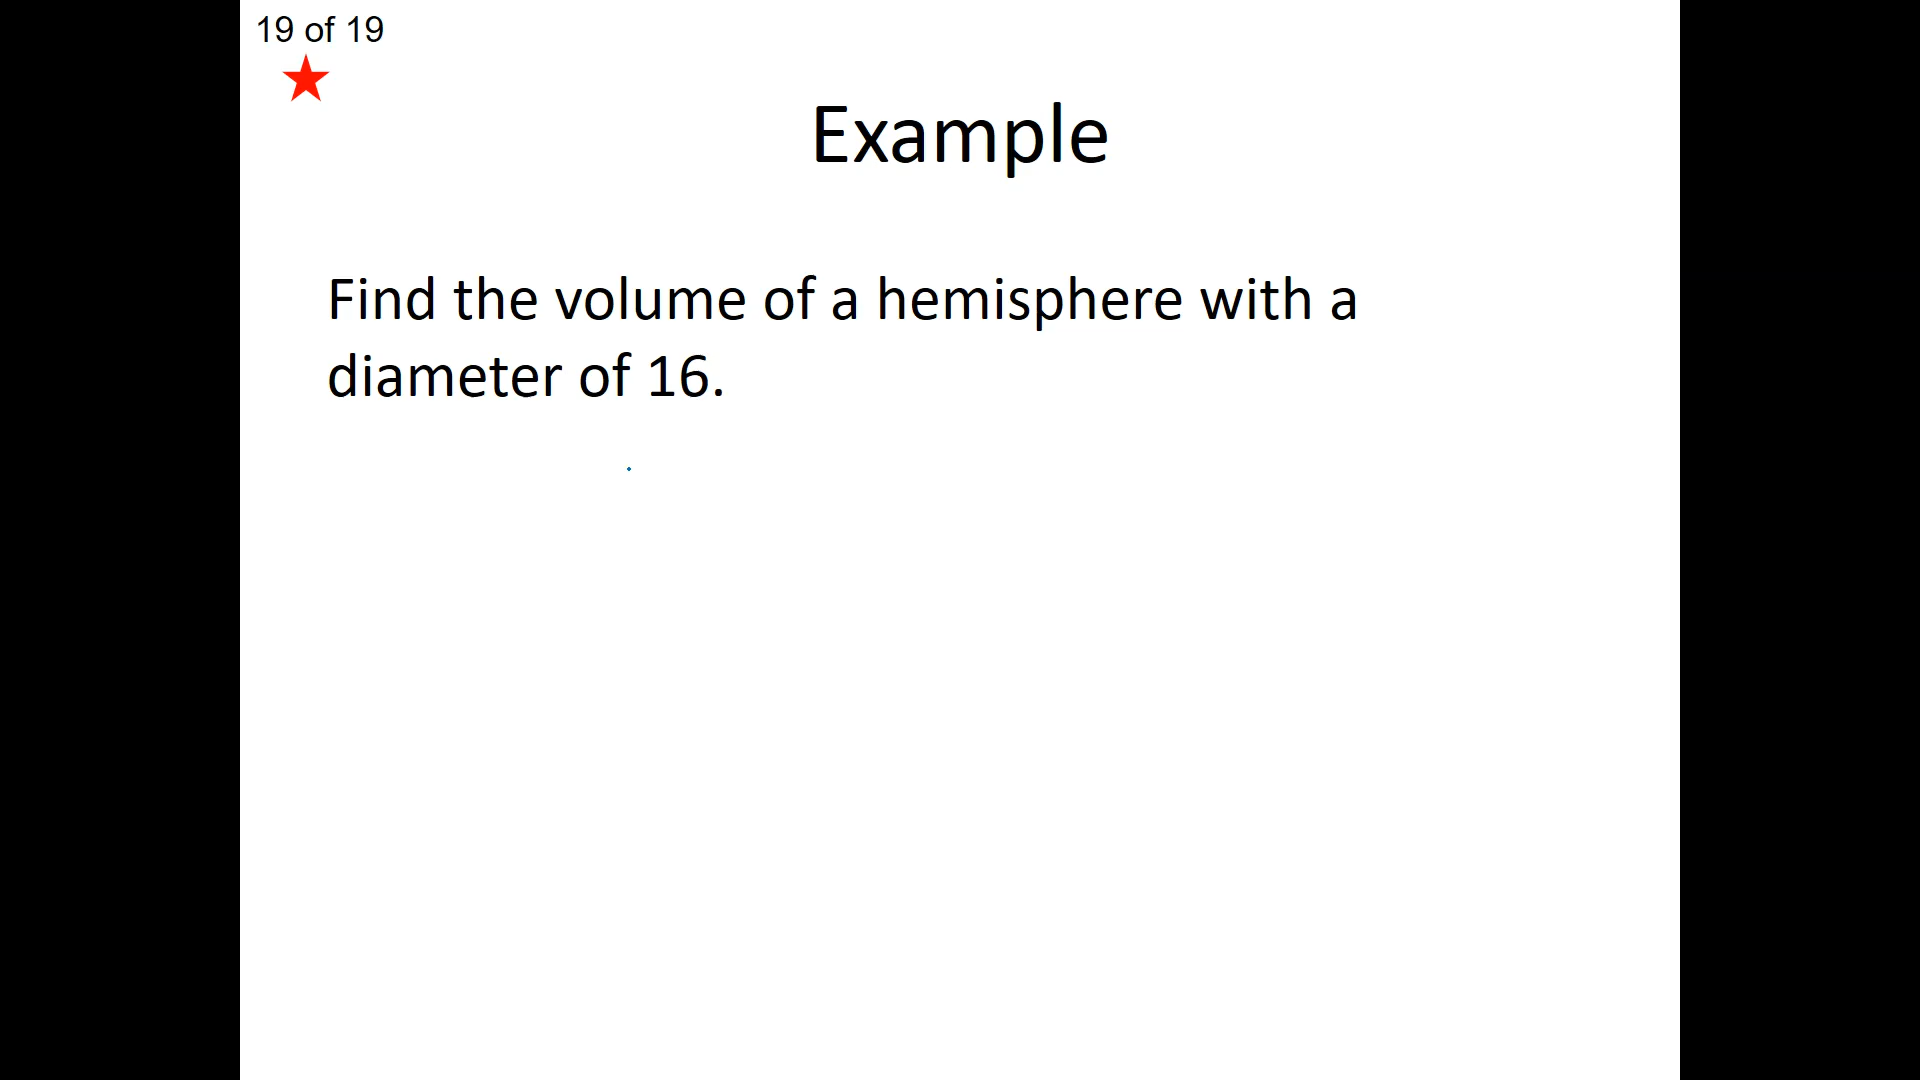 19 of 19
Example
Find the volume of a hemisphere with a
diameter of 16.